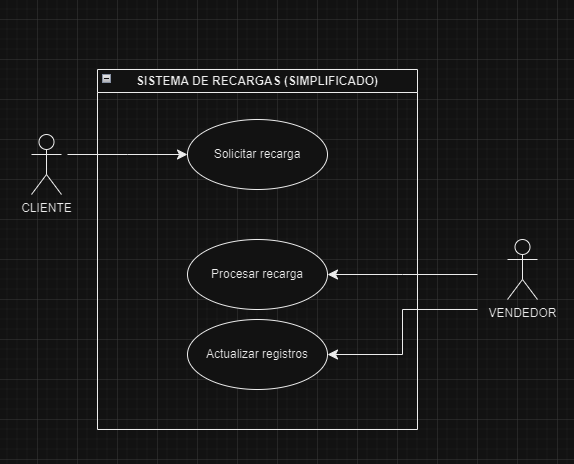 SISTEMA DE RECARGAS (SIMPLIFICADO)
Solicitar recarga
CLIENTE
Procesar recarga
VENDEDOR
Actualizar registros